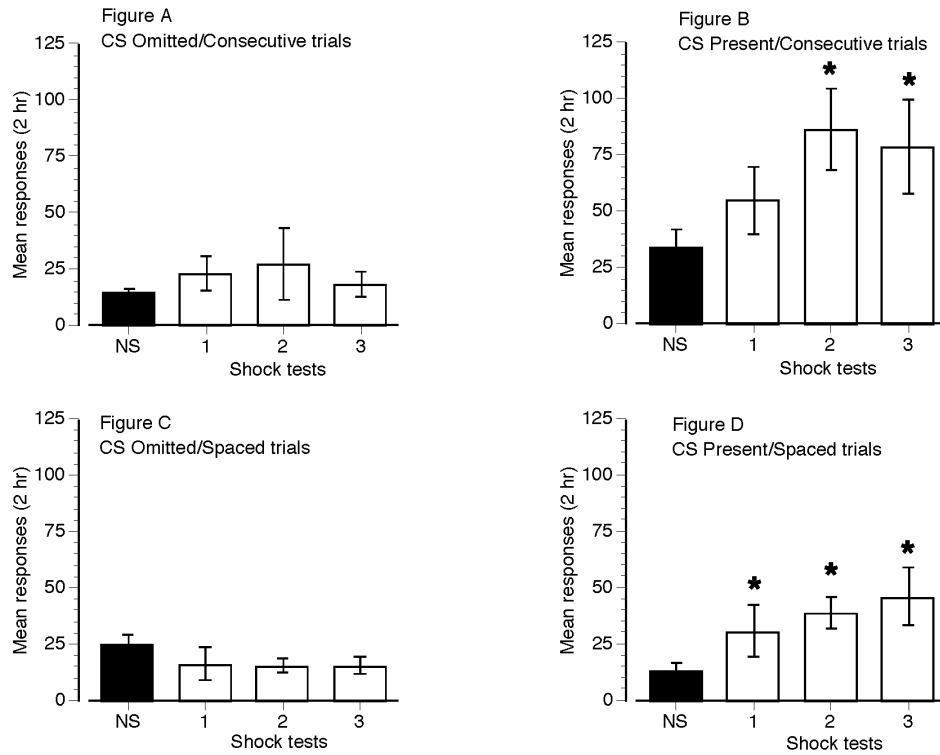 Figure A
CS Omitted/Consecutive trials
Mean responses (2 hr)
125
100
75
50
25
0
NS 1 2 3
Shock tests
Figure B
CS Present/Consecutive trials
Mean responses (2 hr)
125
100
75
50
25
0
* *
NS 1 2 3
Shock tests
Figure C
CS Omitted/Spaced trials
Mean responses (2 hr)
125
100
75
50
25
0
NS 1 2 3
Shock tests
Figure D
CS Present/Spaced trials
Mean responses (2 hr)
125
100
75
50
25
0
* * *
NS 1 2 3
Shock tests